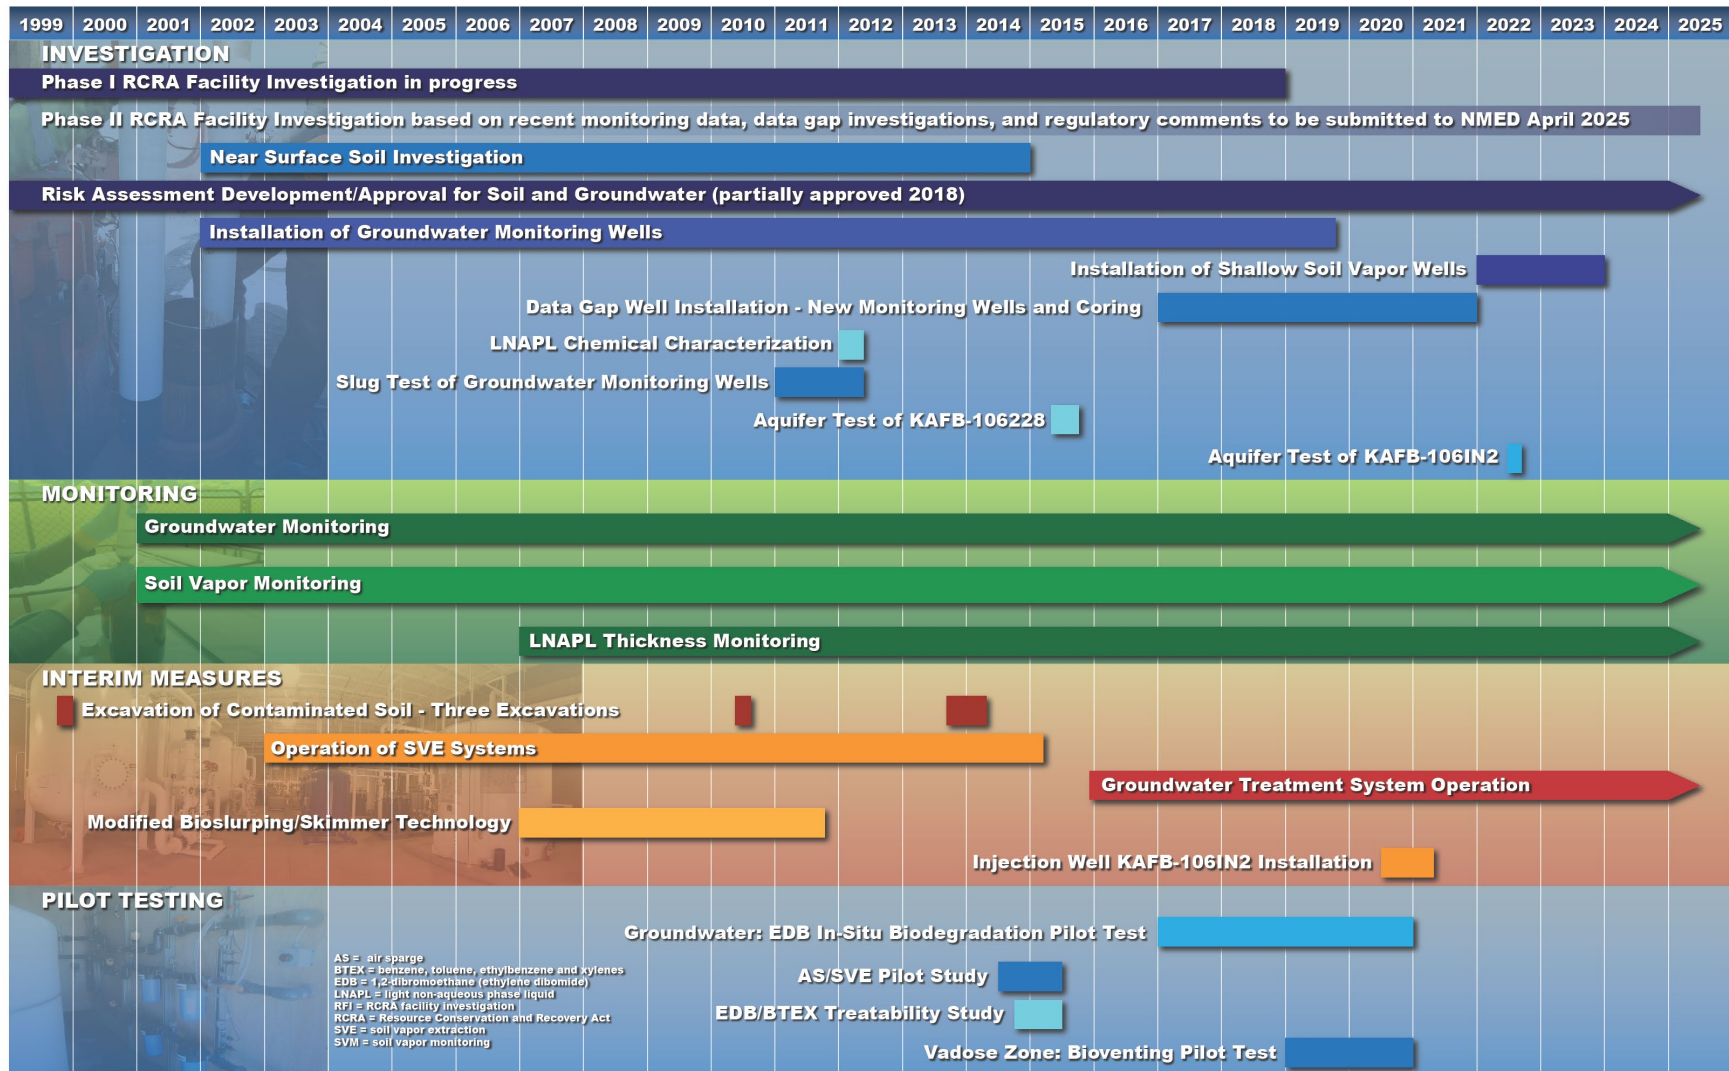 1999 2000 2001 2002 2003 2004 2005 2006 2007 2008 2009 2010 2011 2012 2013 2014 2015 2016 2017 2018 2019 2020 2021 2022 2023 2024 2025
INVESTIGATION
Phase I RCRA Facility Investigation in progress
Phase II RCRA Facility Investigation based on recent monitoring data, data gap investigations, and regulatory comments to be submitted to NMED April 2025
Near Surface Soil Investigation
Risk Assessment Development/Approval for Soil and Groundwater (partially approved 2018)
Installation of Groundwater Monitoring Wells
Installation of Shallow Soil Vapor Wells
Data Gap Well Installation - New Monitoring Wells and Coring
LNAPL Chemical Characterization
Slug Test of Groundwater Monitoring Wells
Aquifer Test of KAFB-106228
Aquifer Test of KAFB-106IN2
MONITORING
Groundwater Monitoring
Soil Vapor Monitoring
LNAPL Thickness Monitoring
INTERIM MEASURES
Excavation of Contaminated Soil - Three Excavations
Operation of SVE Systems
Groundwater Treatment System Operation
Modified Bioslurping/Skimmer Technology
Injection Well KAFB-106IN2 Installation
PILOT TESTING
Groundwater: EDB In-Situ Biodegradation Pilot Test
AS/SVE Pilot Study
EDB/BTEX Treatability Study
Vadose Zone: Bioventing Pilot Test
AS = air sparge
BTEX = benzene, toluene, ethylbenzene and xylenes
EDB = 1,2-dibromoethane (ethylene dibomide)
LNAPL = light non-aqueous phase liquid
RFI = RCRA facility investigation
RCRA = Resource Conservation and Recovery Act
SVE = soil vapor extraction
SVM = soil vapor monitoring